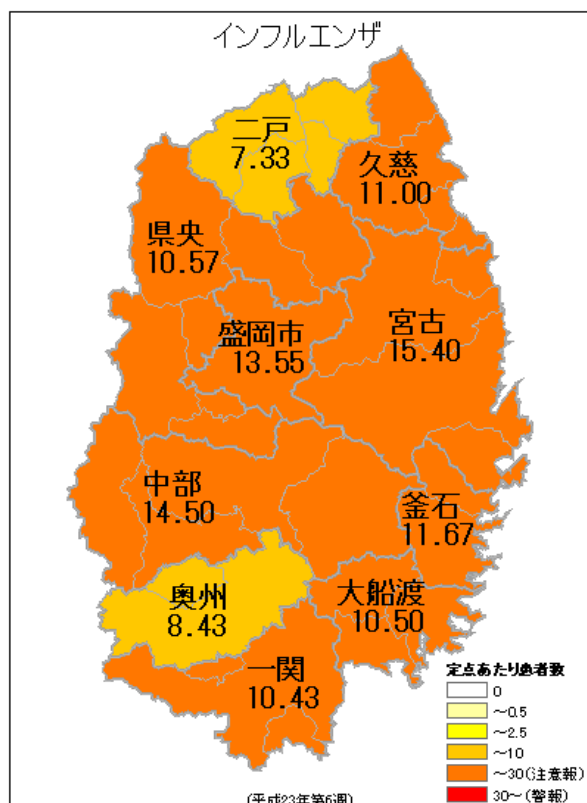 インフルエンザ
二戸
7.33
久慈
11.00
県央
10.57
盛岡市
13.55
宮古
15.40
中部
14.50
釜石
11.67
奥州
8.43
大船渡
10.50
一関
10.43
定点あたり患者数
0
～0.5
～2.5
～10
～30(注意報)
30～(警報)
(平成23年第6週)